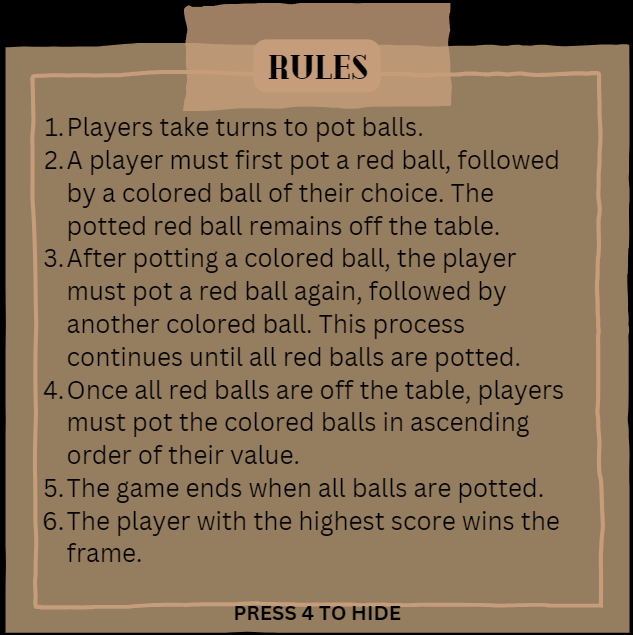 RULES
1. Players take turns to pot balls.
2. A player must first pot a red ball, followed
by a colored ball of their choice. The
potted red ball remains off the table.
3. After potting a colored ball, the player
must pot a red ball again, followed by
another colored ball. This process
continues until all red balls are potted.
4. Once all red balls are off the table, players
must pot the colored balls in ascending
order of their value.
5. The game ends when all balls are potted.
6. The player with the highest score wins the
frame.
PRESS 4 TO HIDE